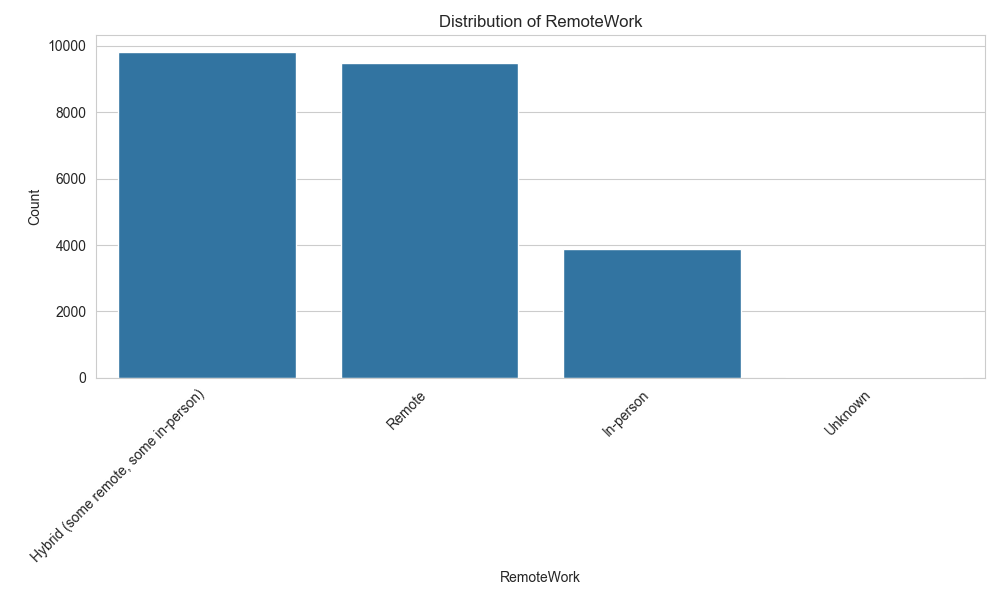 Distribution of RemoteWork
10000
8000
6000
4000
2000
0
Count
Hybrid (some remote, some in-person)
Remote
In-person
Unknown
RemoteWork